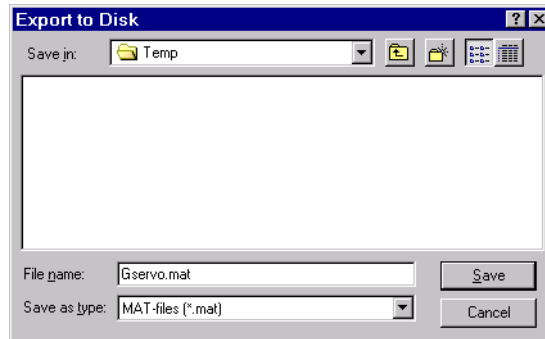 Export to Disk
Save in: Temp
File name: Gservo.mat Save
Save as type: MAT-files (*.mat) Cancel